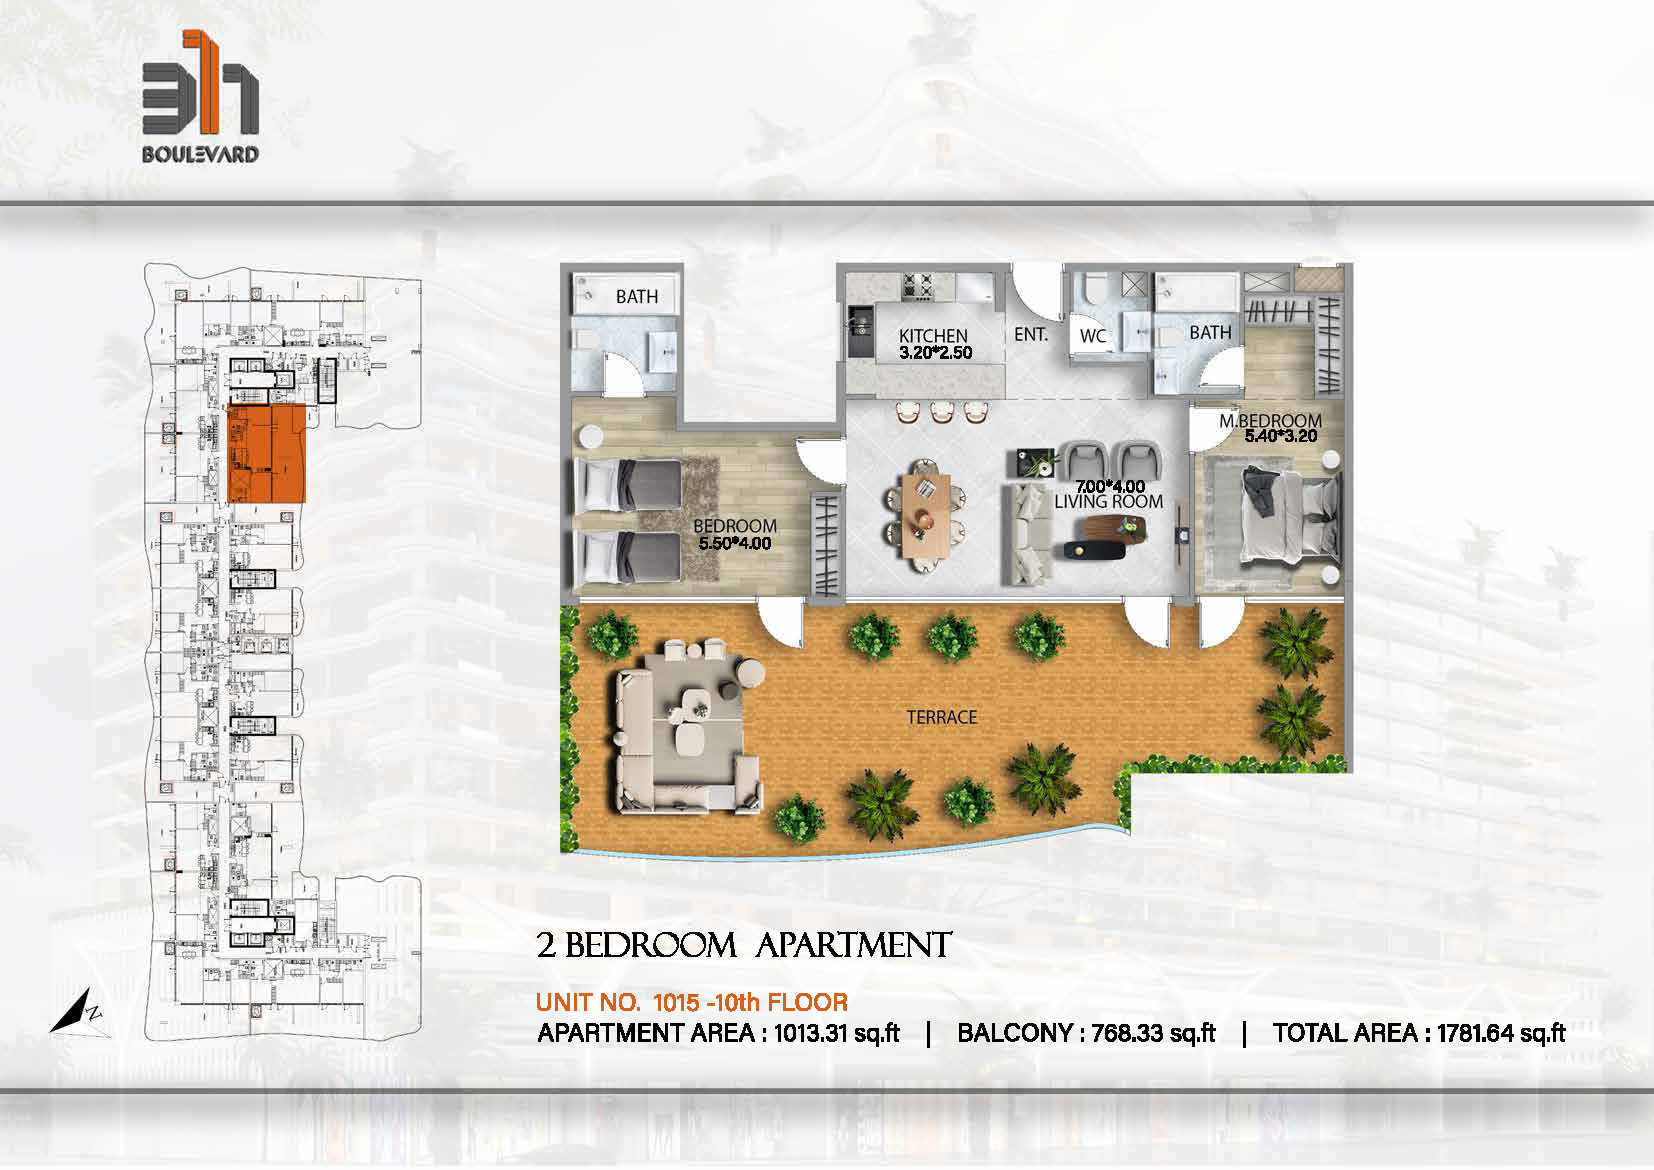 311
BOULEVARD
BATH
KITCHEN
3.20*2.50
ENT.
WC
BATH
M.BEDROOM
5.40*3.20
7.00*4.00
LIVING ROOM
BEDROOM
5.50*4.00
TERRACE
N
2 BEDROOM APARTMENT
UNIT NO. 1015 -10th FLOOR
APARTMENT AREA : 1013.31 sq.ft | BALCONY : 768.33 sq.ft | TOTAL AREA : 1781.64 sq.ft